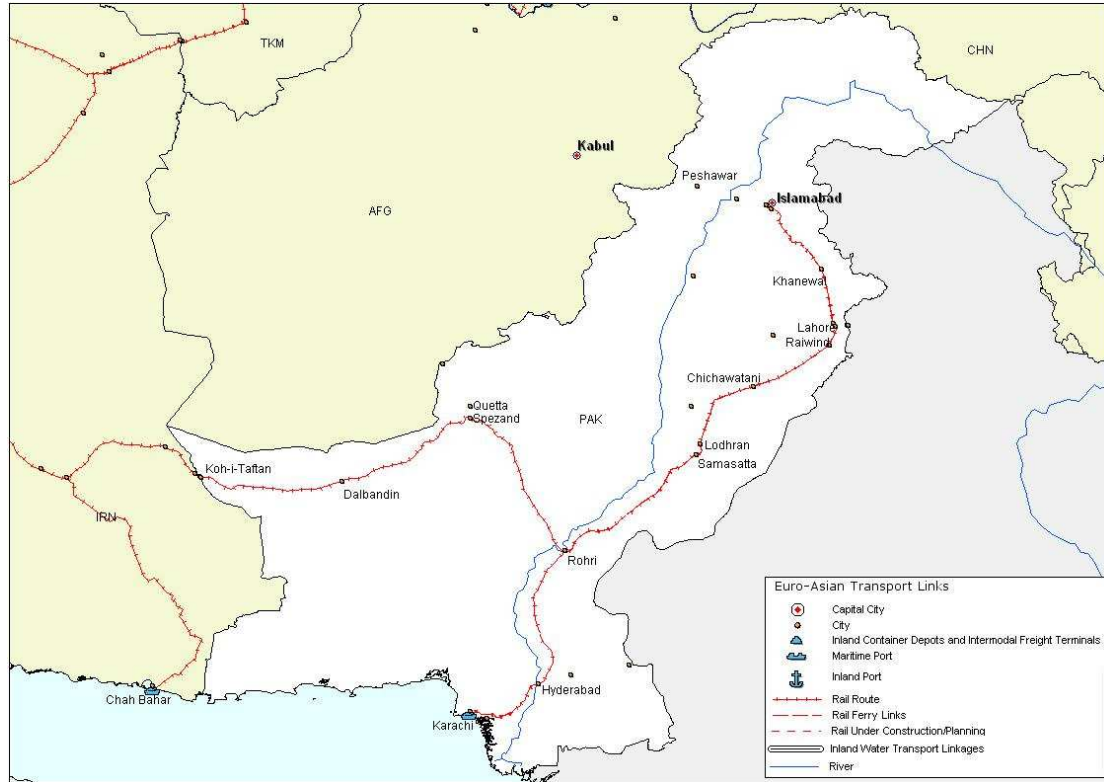 TKM
CHN
Kabul
Peshawar
Islamabad
AFG
Khanewal
Lahore
Raiwind
Chichawatani
Quetta
Spezand
PAK
Lodhran
Samasatta
Koh-i-Taftan
Dalbandin
IRN
Rohri
Hyderabad
Chah Bahar
Karachi
Euro-Asian Transport Links
Capital City
City
Inland Container Depots and Intermodal Freight Terminals
Maritime Port
Inland Port
Rail Route
Rail Ferry Links
Rail Under Construction/Planning
Inland Water Transport Linkages
River